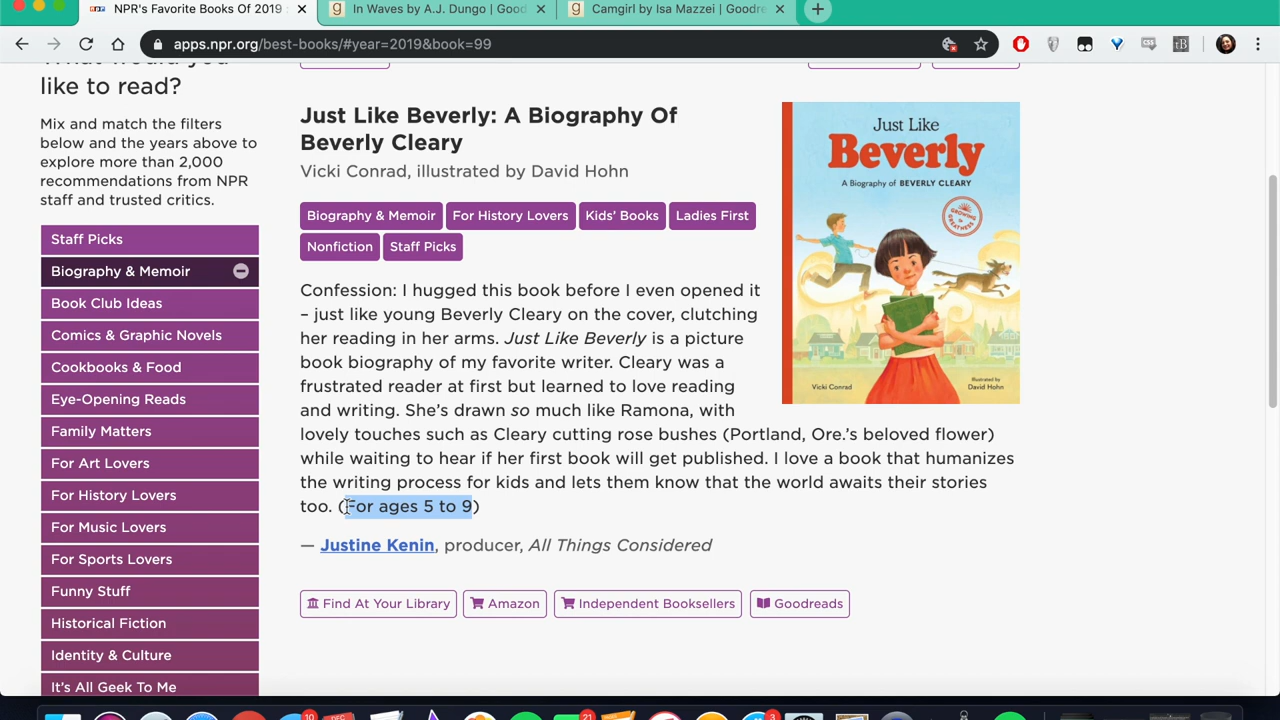 NPR's Favorite Books Of 2019
In Waves by A.J. Dungo | Good
Camgirl by Isa Mazzei | Goodre
apps.npr.org/best-books/#year=2019&book=99
What would you
like to read?
Mix and match the filters
below and the years above to
explore more than 2,000
recommendations from NPR
staff and trusted critics.
Staff Picks
Biography & Memoir
Book Club Ideas
Comics & Graphic Novels
Cookbooks & Food
Eye-Opening Reads
Family Matters
For Art Lovers
For History Lovers
For Music Lovers
For Sports Lovers
Funny Stuff
Historical Fiction
Identity & Culture
It's All Geek To Me
Just Like Beverly: A Biography Of
Beverly Cleary
Vicki Conrad, illustrated by David Hohn
Biography & Memoir
For History Lovers
Kids' Books
Ladies First
Nonfiction
Staff Picks
Confession: I hugged this book before I even opened it
– just like young Beverly Cleary on the cover, clutching
her reading in her arms. Just Like Beverly is a picture
book biography of my favorite writer. Cleary was a
frustrated reader at first but learned to love reading
and writing. She's drawn so much like Ramona, with
lovely touches such as Cleary cutting rose bushes (Portland, Ore.'s beloved flower)
while waiting to hear if her first book will get published. I love a book that humanizes
the writing process for kids and lets them know that the world awaits their stories
too. (For ages 5 to 9)
— Justine Kenin, producer, All Things Considered
Find At Your Library
Amazon
Independent Booksellers
Goodreads
Just Like
Beverly
A Biography of BEVERLY CLEARY
GROWING to GREATNESS
Vicki Conrad
Illustrated by
David Hohn
10
DEC
21
3